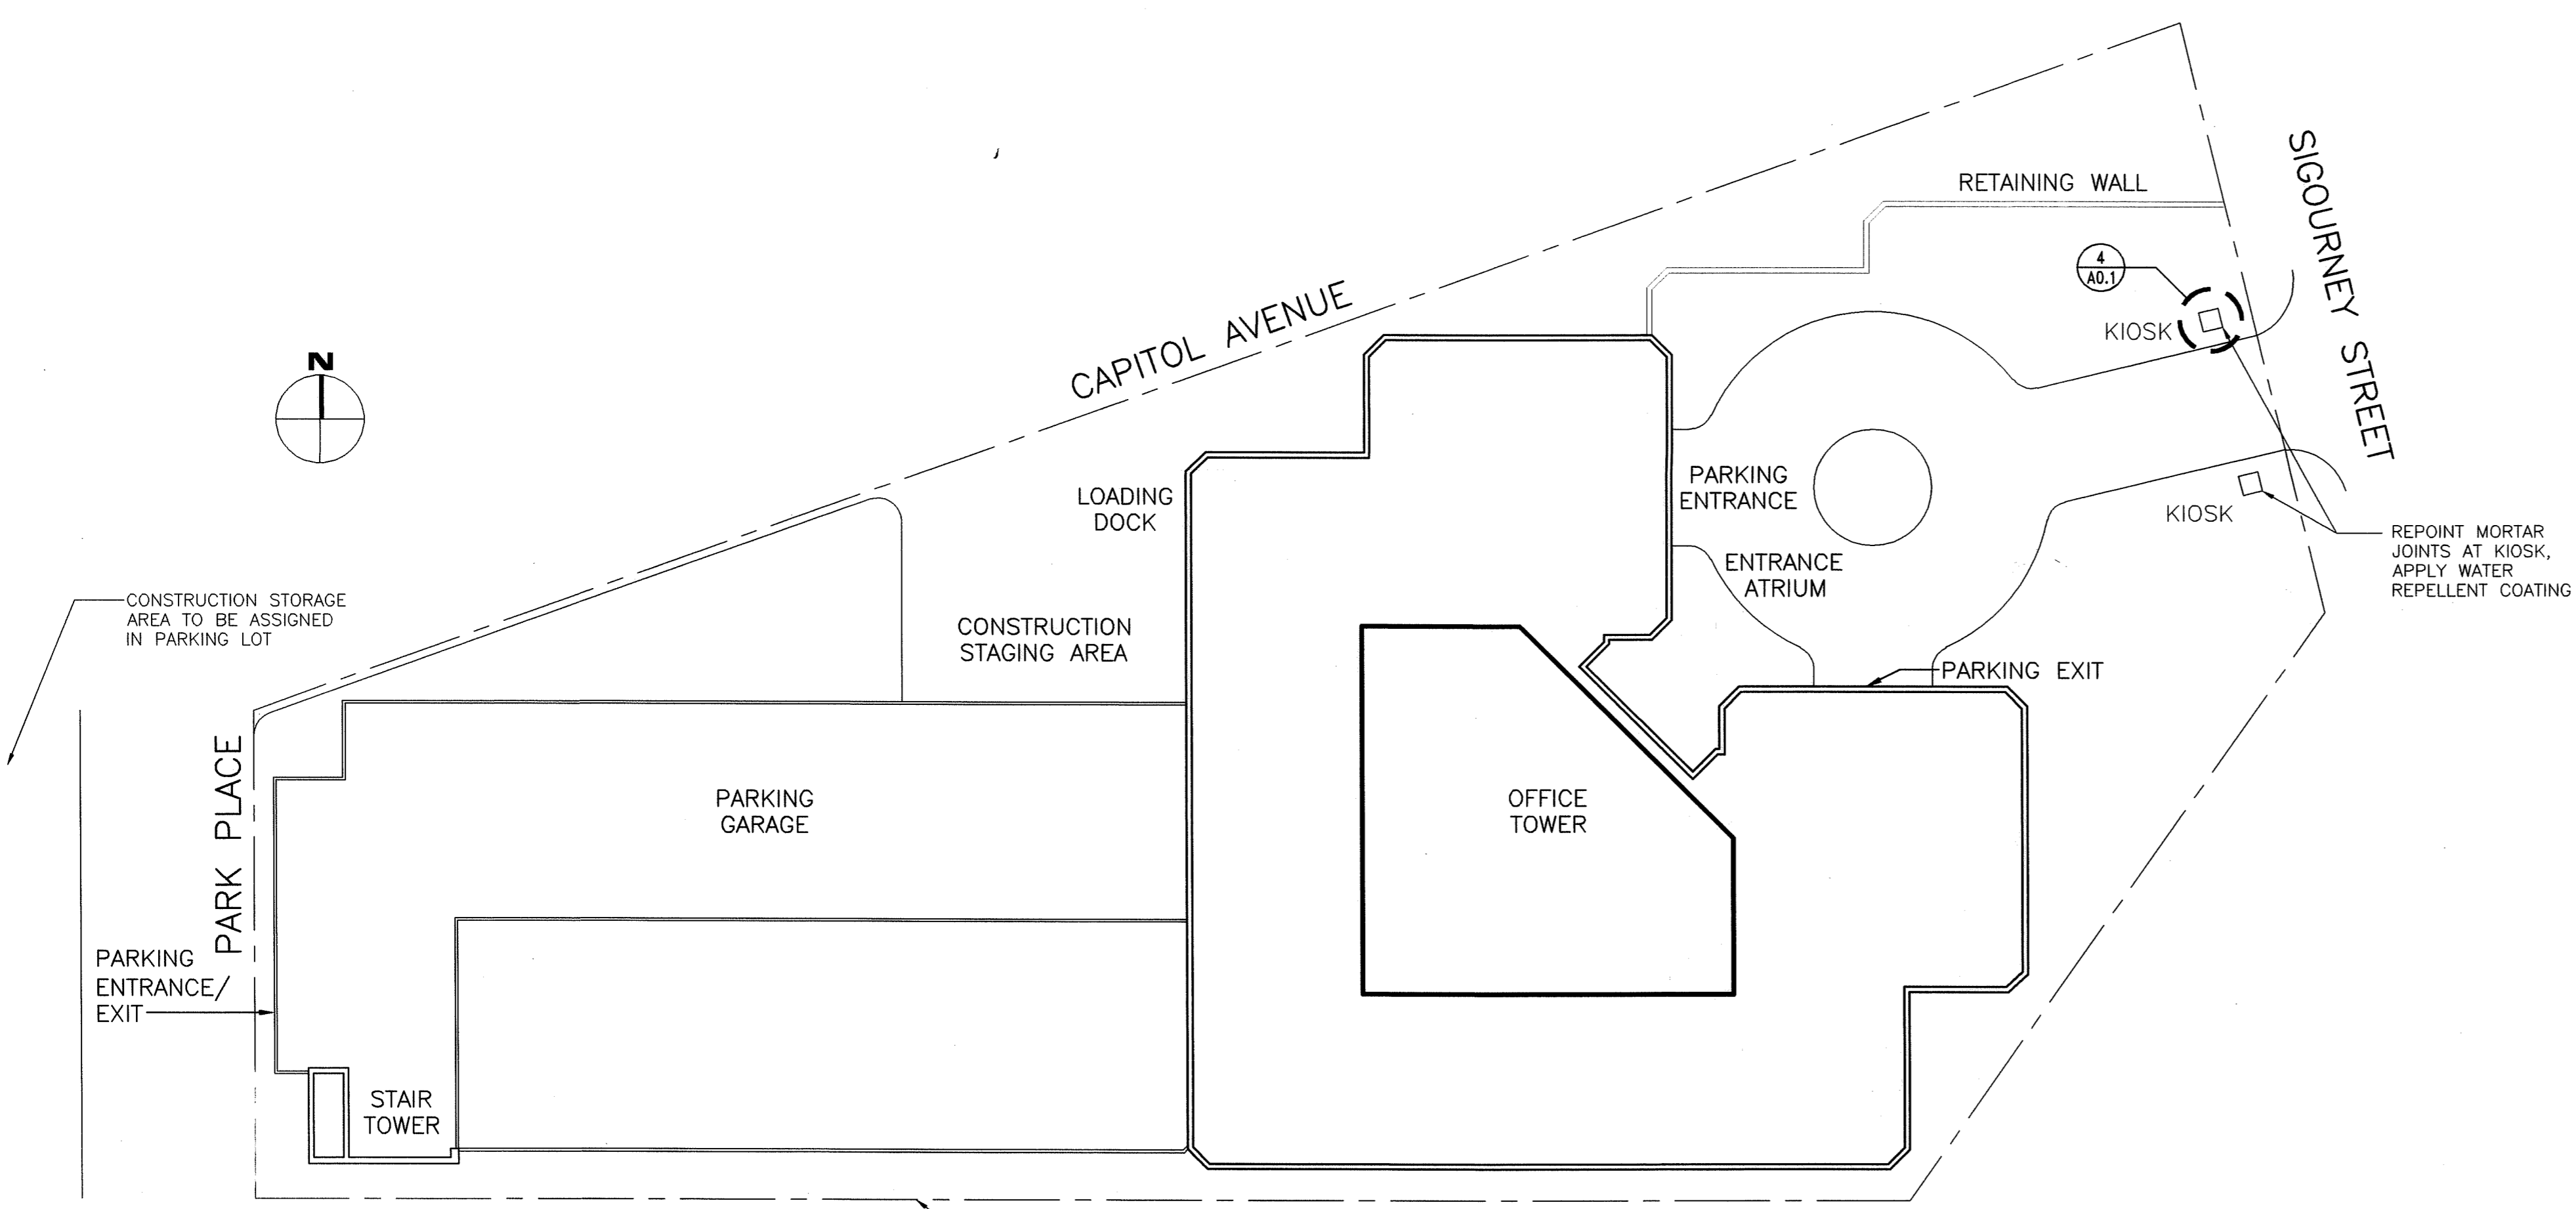 RETAINING WALL
SIGOURNEY STREET
4
A0.1
KIOSK
CAPITOL AVENUE
N
LOADING
DOCK
PARKING
ENTRANCE
KIOSK
REPOINT MORTAR
JOINTS AT KIOSK,
APPLY WATER
REPELLENT COATING
ENTRANCE
ATRIUM
CONSTRUCTION STORAGE
AREA TO BE ASSIGNED
IN PARKING LOT
CONSTRUCTION
STAGING AREA
PARKING EXIT
PARK PLACE
PARKING
GARAGE
OFFICE
TOWER
PARKING
ENTRANCE/
EXIT
STAIR
TOWER